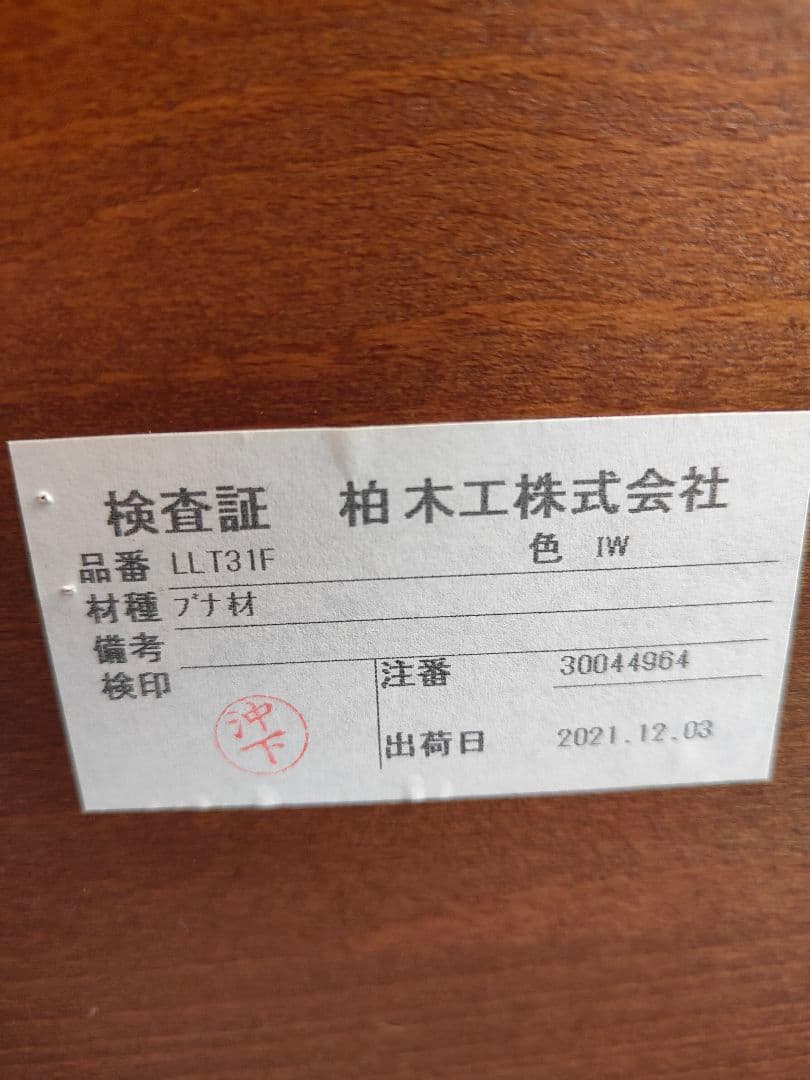 検査証 柏木工株式会社
品番 LLT31F 色 IW
材種 ブナ材
備考
検印 注番 30044964
沖下
出荷日 2021.12.03